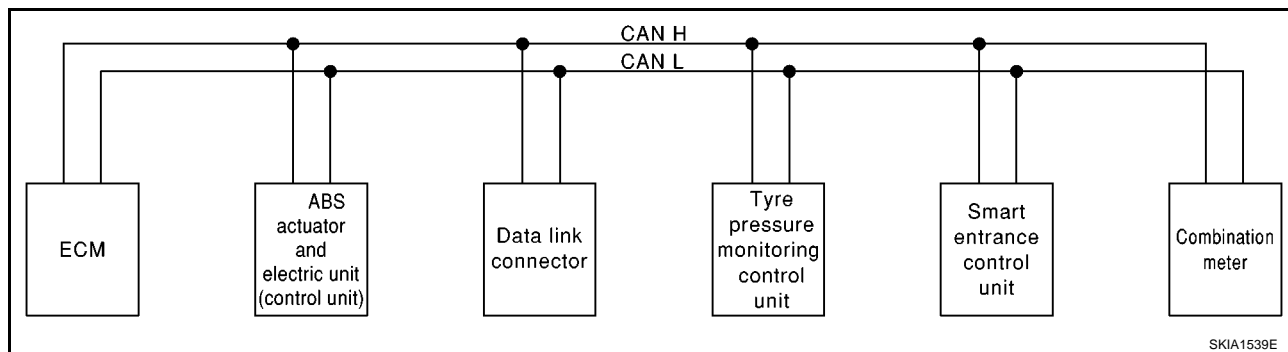 CAN H
CAN L
ECM
ABS
actuator
and
electric unit
(control unit)
Data link
connector
Tyre
pressure
monitoring
control
unit
Smart
entrance
control
unit
Combination
meter
SKIA1539E